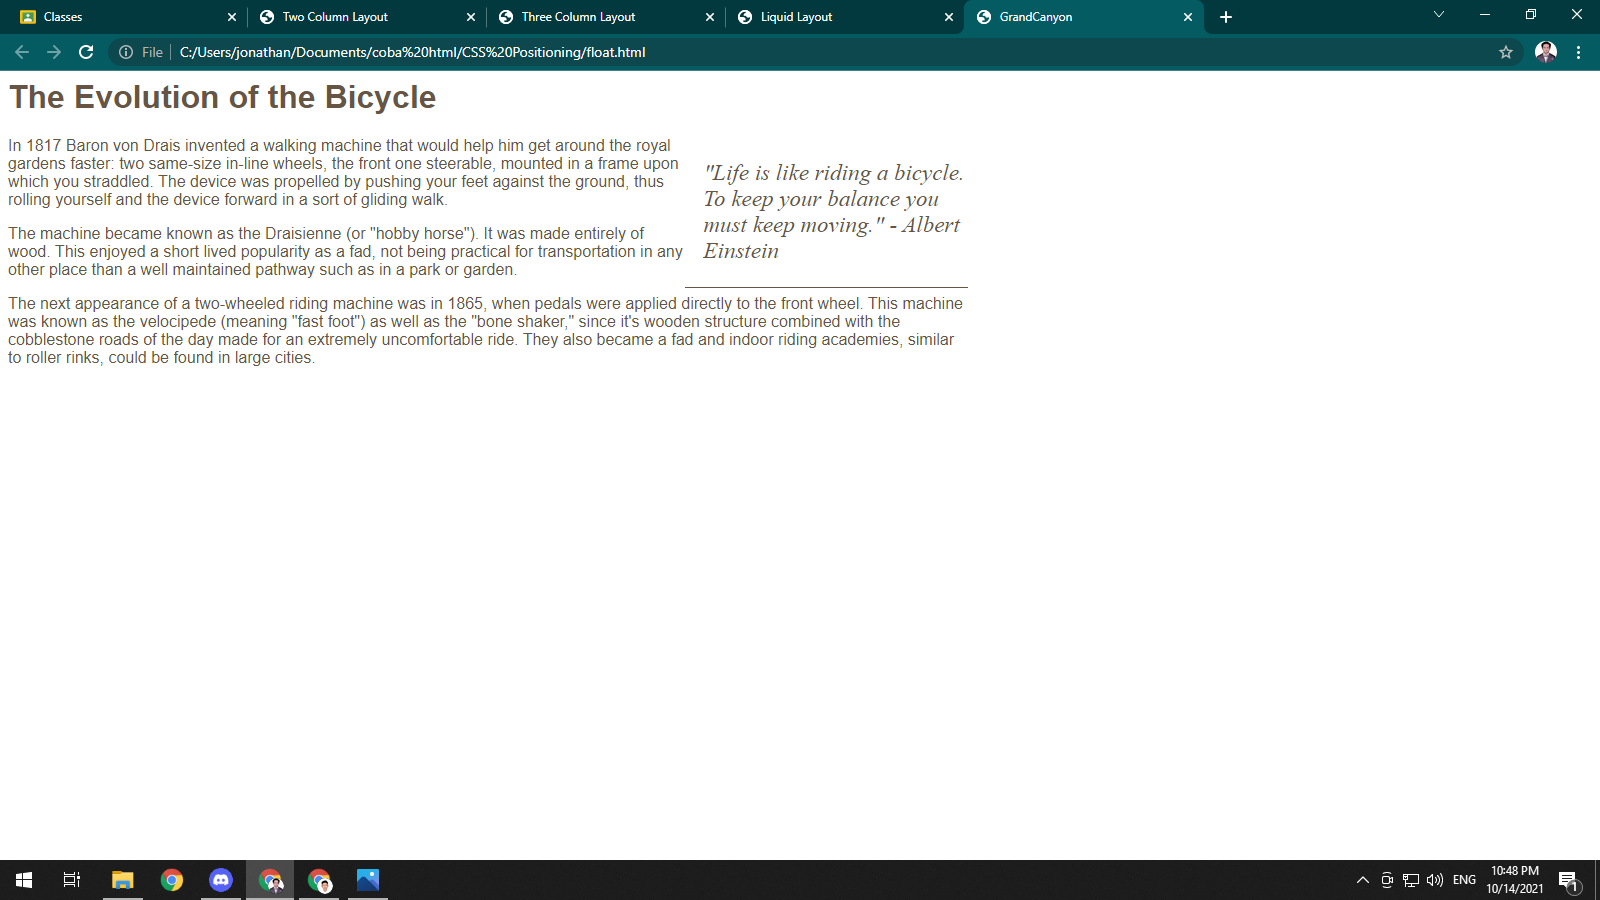 Classes
Two Column Layout
Three Column Layout
Liquid Layout
GrandCanyon
File
C:/Users/jonathan/Documents/coba%20html/CSS%20Positioning/float.html
The Evolution of the Bicycle
In 1817 Baron von Drais invented a walking machine that would help him get around the royal
gardens faster: two same-size in-line wheels, the front one steerable, mounted in a frame upon
which you straddled. The device was propelled by pushing your feet against the ground, thus
rolling yourself and the device forward in a sort of gliding walk.
"Life is like riding a bicycle.
To keep your balance you
must keep moving." - Albert
Einstein
The machine became known as the Draisienne (or "hobby horse"). It was made entirely of
wood. This enjoyed a short lived popularity as a fad, not being practical for transportation in any
other place than a well maintained pathway such as in a park or garden.
The next appearance of a two-wheeled riding machine was in 1865, when pedals were applied directly to the front wheel. This machine
was known as the velocipede (meaning "fast foot") as well as the "bone shaker," since it's wooden structure combined with the
cobblestone roads of the day made for an extremely uncomfortable ride. They also became a fad and indoor riding academies, similar
to roller rinks, could be found in large cities.
ENG
10:48 PM
10/14/2021
1